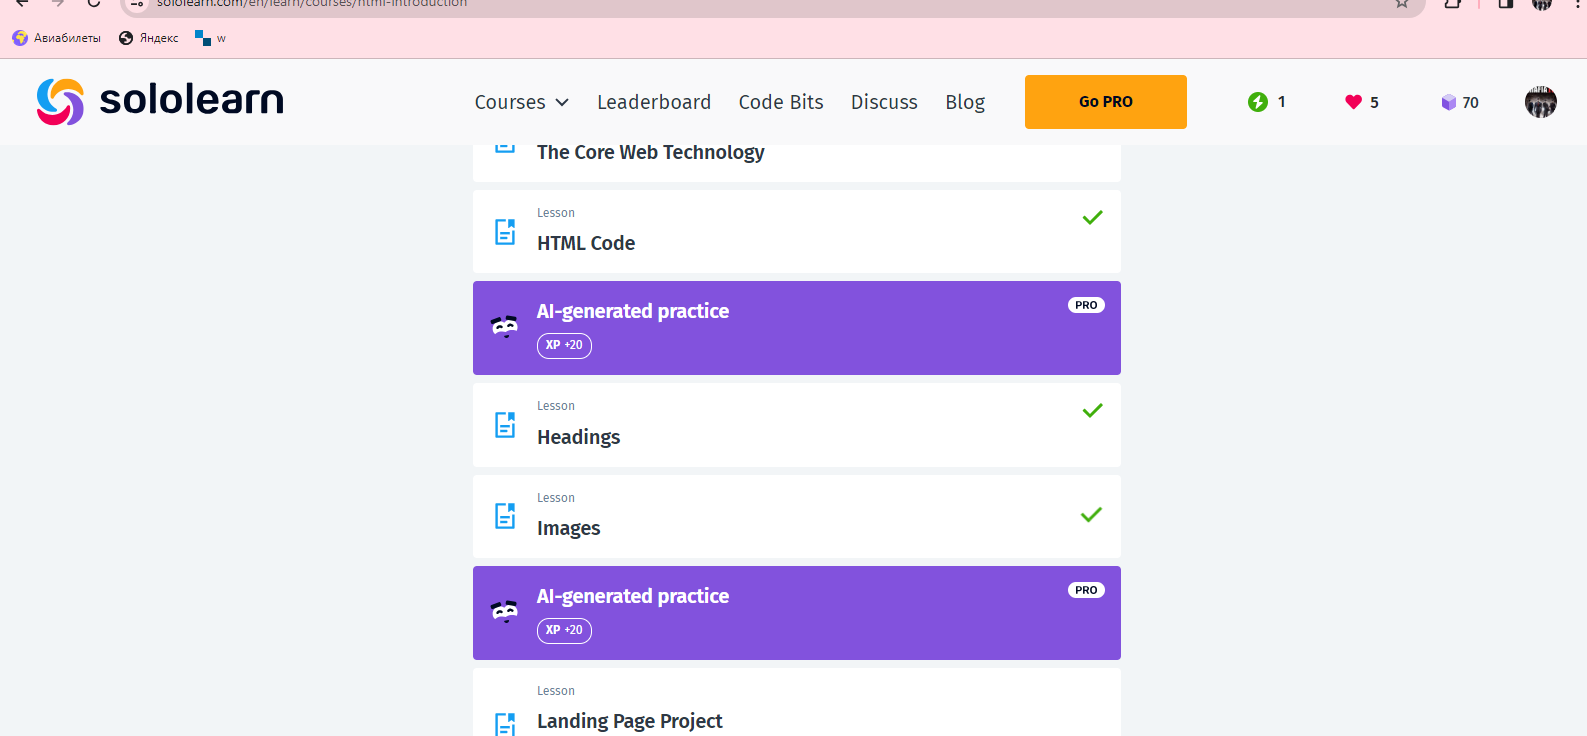 sololearn.com/en/learn/courses/html-introduction
Авиабилеты Яндекс w
sololearn Courses Leaderboard Code Bits Discuss Blog Go PRO 1 5 70
The Core Web Technology
Lesson
HTML Code
AI-generated practice PRO
XP +20
Lesson
Headings
Lesson
Images
AI-generated practice PRO
XP +20
Lesson
Landing Page Project